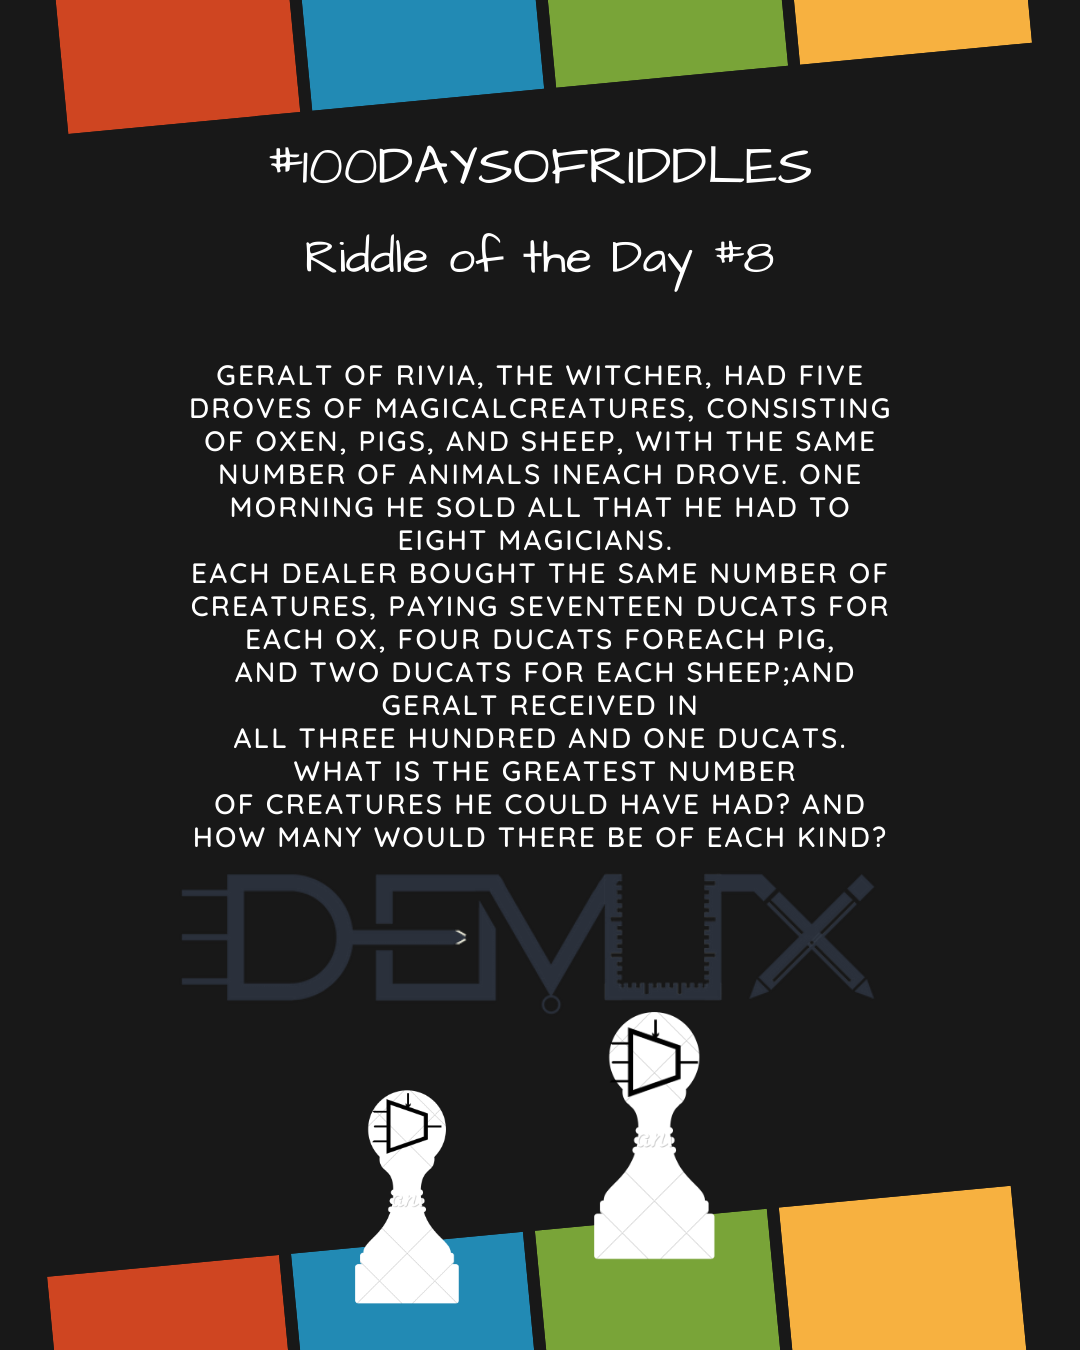 #100DAYSOFRIDDLES
Riddle of the Day #8
GERALT OF RIVIA, THE WITCHER, HAD FIVE
DROVES OF MAGICALCREATURES, CONSISTING
OF OXEN, PIGS, AND SHEEP, WITH THE SAME
NUMBER OF ANIMALS INEACH DROVE. ONE
MORNING HE SOLD ALL THAT HE HAD TO
EIGHT MAGICIANS.
EACH DEALER BOUGHT THE SAME NUMBER OF
CREATURES, PAYING SEVENTEEN DUCATS FOR
EACH OX, FOUR DUCATS FOREACH PIG,
AND TWO DUCATS FOR EACH SHEEP;AND
GERALT RECEIVED IN
ALL THREE HUNDRED AND ONE DUCATS.
WHAT IS THE GREATEST NUMBER
OF CREATURES HE COULD HAVE HAD? AND
HOW MANY WOULD THERE BE OF EACH KIND?
DEMUX